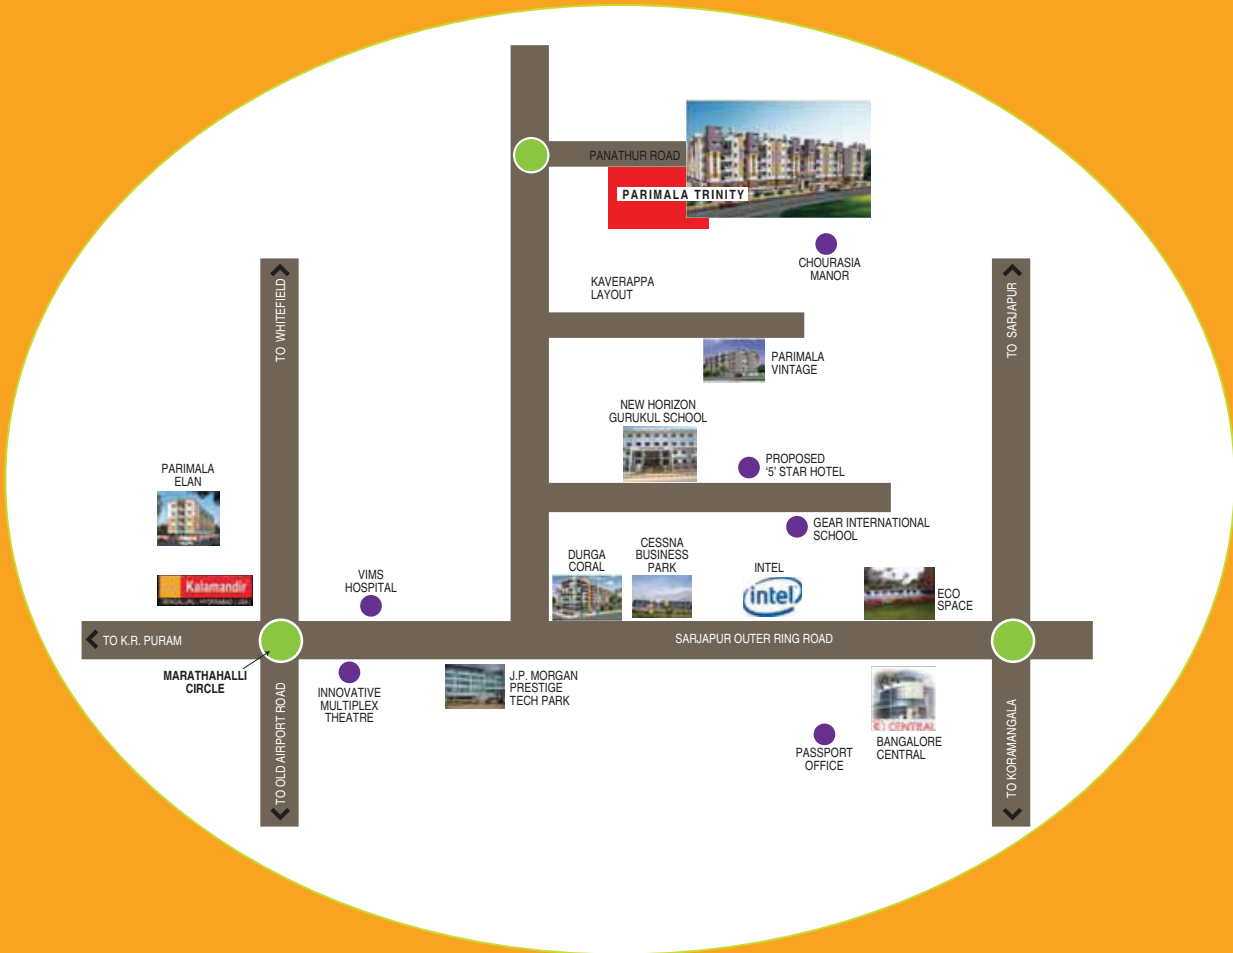 PANATHUR ROAD
PARIMALA TRINITY
CHOURASIA
MANOR
KAVERAPPA
LAYOUT
TO WHITEFIELD
TO SARJAPUR
PARIMALA
VINTAGE
NEW HORIZON
GURUKUL SCHOOL
PROPOSED
'5' STAR HOTEL
PARIMALA
ELAN
GEAR INTERNATIONAL
SCHOOL
DURGA
CORAL
CESSNA
BUSINESS
PARK
INTEL
intel
ECO
SPACE
Kalamandir
VIMS
HOSPITAL
TO K.R. PURAM
SARJAPUR OUTER RING ROAD
MARATHAHALLI
CIRCLE
INNOVATIVE
MULTIPLEX
THEATRE
J.P. MORGAN
PRESTIGE
TECH PARK
CENTRAL
BANGALORE
CENTRAL
PASSPORT
OFFICE
TO OLD AIRPORT ROAD
TO KORAMANGALA